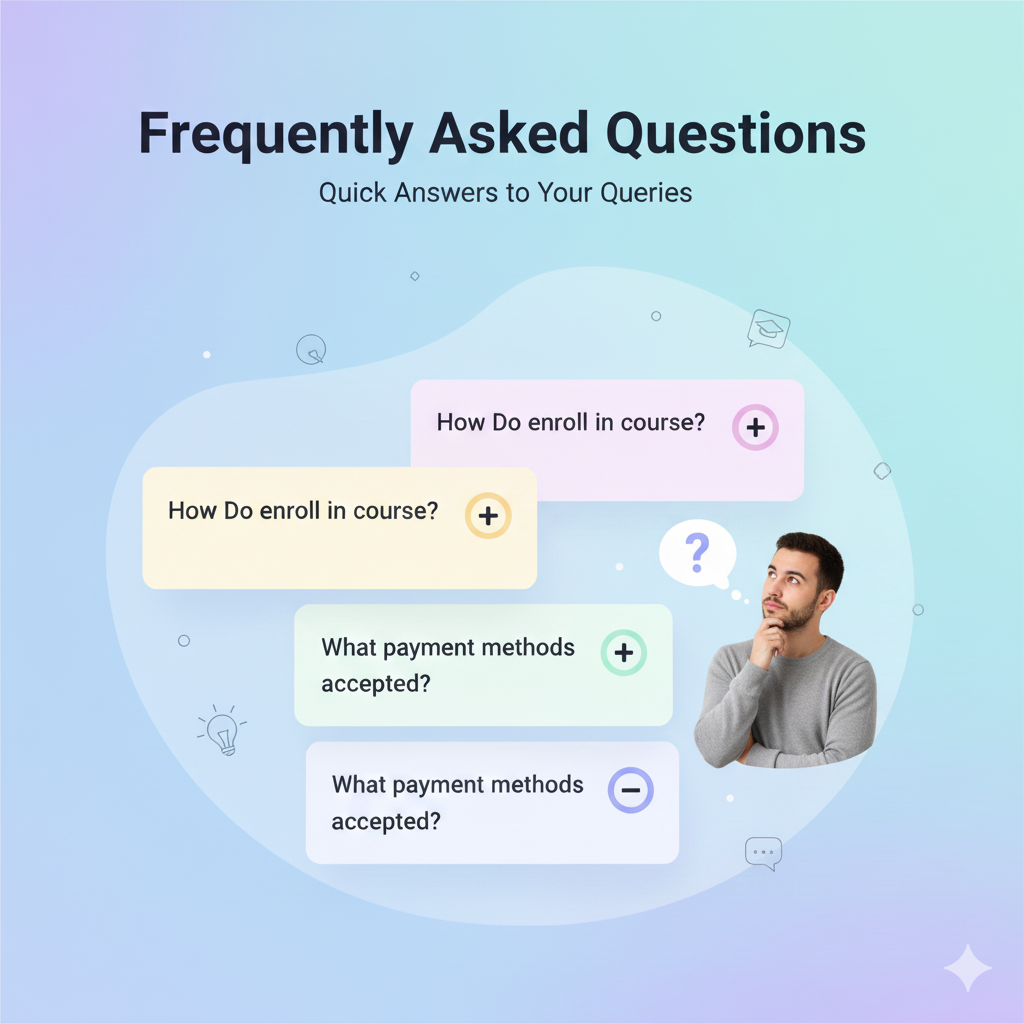 Frequently Asked Questions
Quick Answers to Your Queries
How Do enroll in course?
How Do enroll in course?
?
What payment methods
accepted?
What payment methods
accepted?